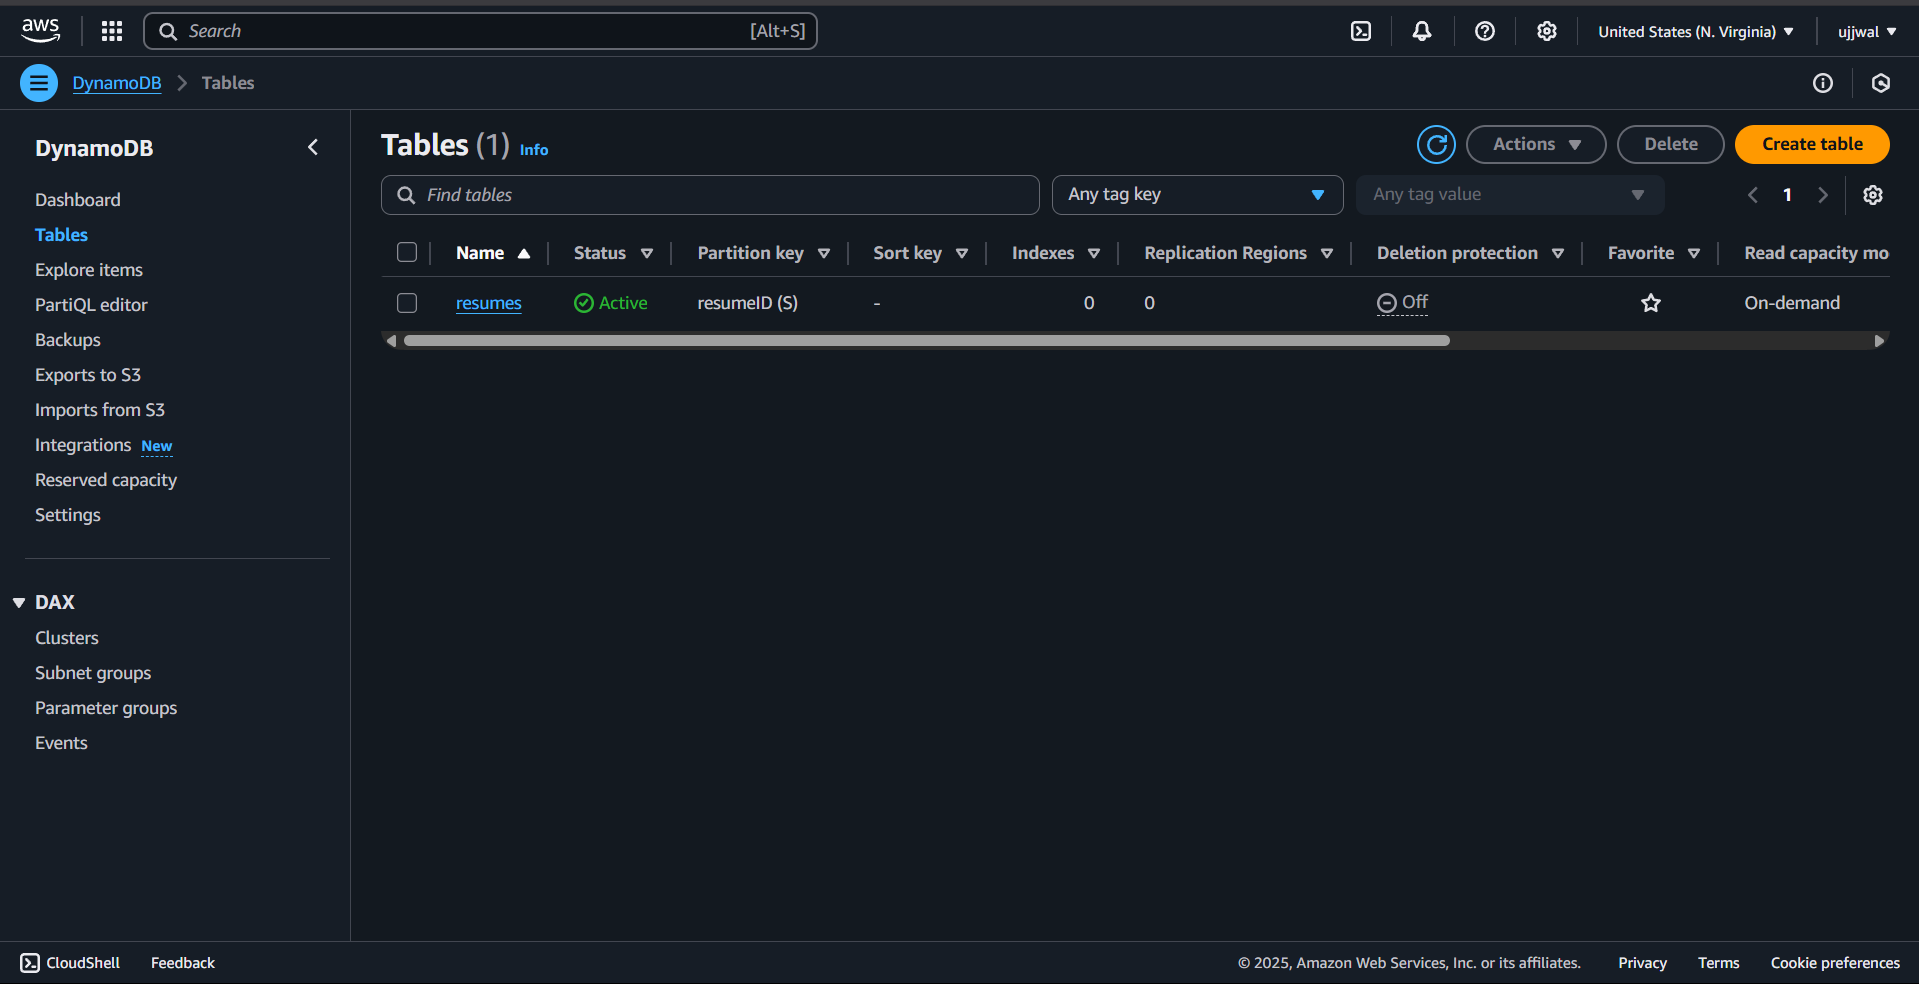 aws Search [Alt+S] United States (N. Virginia) ujjwal
DynamoDB Tables
DynamoDB
Dashboard
Tables
Explore items
PartiQL editor
Backups
Exports to S3
Imports from S3
Integrations New
Reserved capacity
Settings
DAX
Clusters
Subnet groups
Parameter groups
Events
Tables (1) Info Actions Delete Create table
Find tables Any tag key Any tag value 1
Name Status Partition key Sort key Indexes Replication Regions Deletion protection Favorite Read capacity mo
resumes Active resumeID (S) - 0 0 Off On-demand
CloudShell Feedback © 2025, Amazon Web Services, Inc. or its affiliates. Privacy Terms Cookie preferences